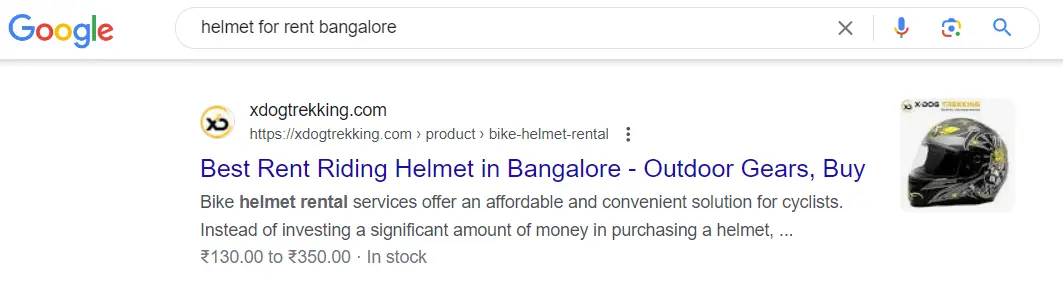 Google
helmet for rent bangalore
xdogtrekking.com
https://xdogtrekking.com › product › bike-helmet-rental
Best Rent Riding Helmet in Bangalore - Outdoor Gears, Buy
Bike helmet rental services offer an affordable and convenient solution for cyclists.
Instead of investing a significant amount of money in purchasing a helmet, ...
₹130.00 to ₹350.00 · In stock
X-DOG TREKKING